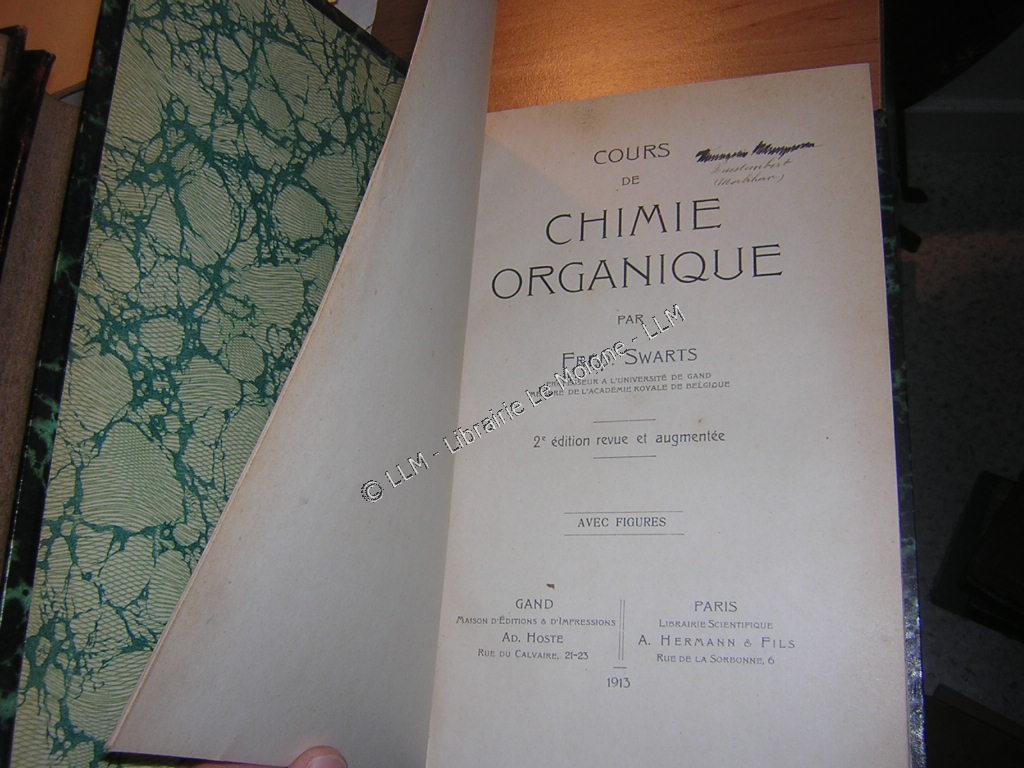 COURS
DE
CHIMIE
ORGANIQUE
PAR
SWARTS
A L'UNIVERSITÉ DE GAND
DE L'ACADÉMIE ROYALE DE BELGIQUE
2e édition revue et augmentée
AVEC FIGURES
GAND
MAISON D'ÉDITIONS & D'IMPRESSIONS
AD. HOSTE
RUE DU CALVAIRE, 21-23
PARIS
LIBRAIRIE SCIENTIFIQUE
A. HERMANN & FILS
RUE DE LA SORBONNE, 6
1913
© LLM - Librairie Le Moigne - LLM